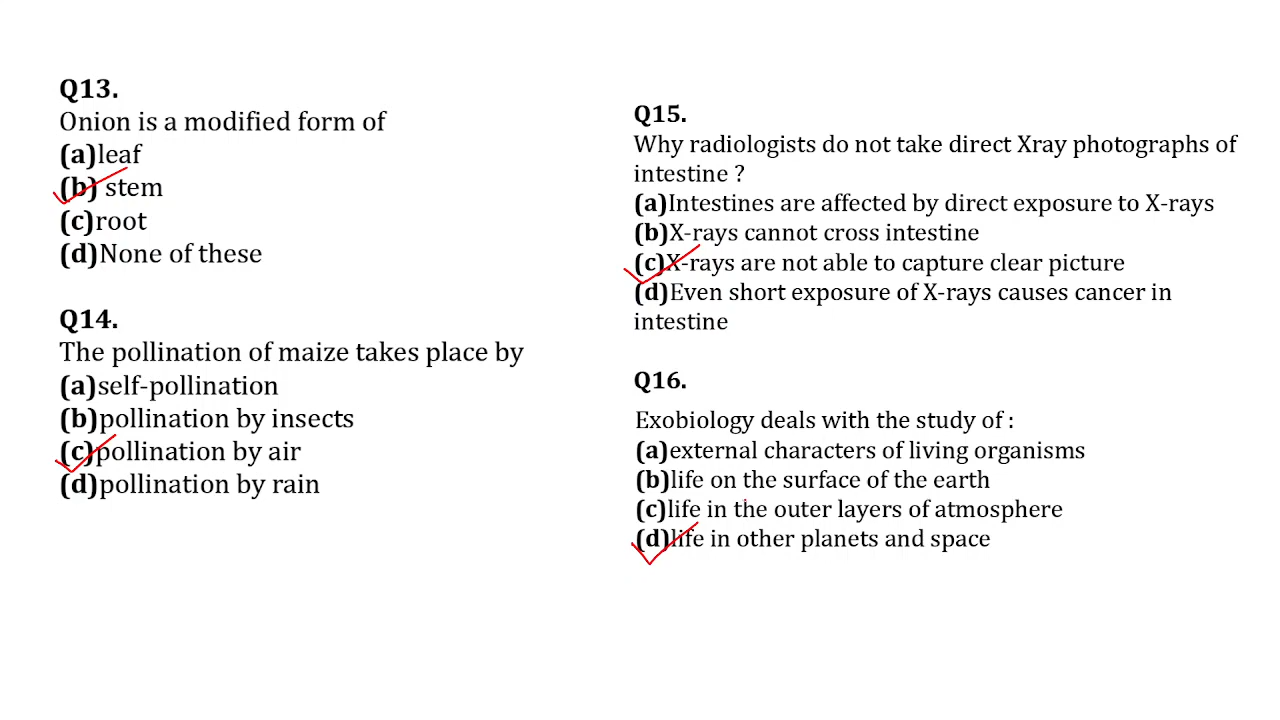 Q13.
Onion is a modified form of
(a)leaf
(b) stem
(c)root
(d)None of these
Q14.
The pollination of maize takes place by
(a)self-pollination
(b)pollination by insects
(c)pollination by air
(d)pollination by rain
Q15.
Why radiologists do not take direct Xray photographs of
intestine ?
(a)Intestines are affected by direct exposure to X-rays
(b)X-rays cannot cross intestine
(c)X-rays are not able to capture clear picture
(d)Even short exposure of X-rays causes cancer in
intestine
Q16.
Exobiology deals with the study of :
(a)external characters of living organisms
(b)life on the surface of the earth
(c)life in the outer layers of atmosphere
(d)life in other planets and space